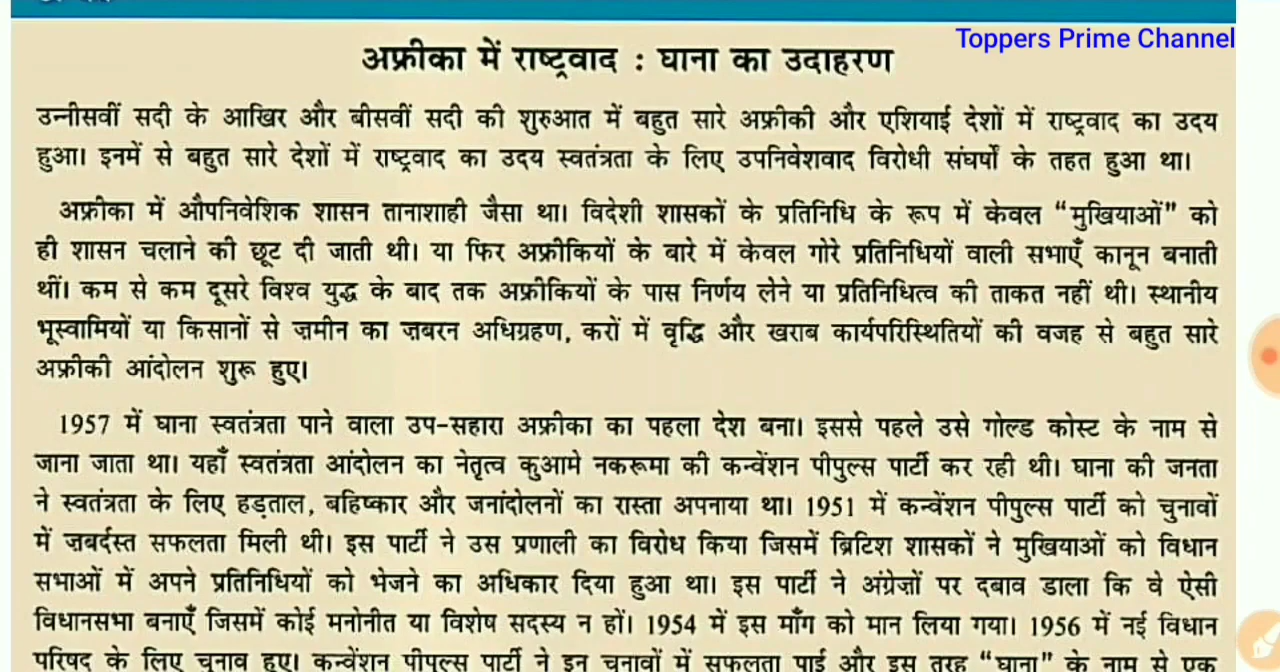 Toppers Prime Channel
अफ्रीका में राष्ट्रवाद : घाना का उदाहरण
उन्नीसवीं सदी के आखिर और बीसवीं सदी की शुरुआत में बहुत सारे अफ्रीकी और एशियाई देशों में राष्ट्रवाद का उदय
हुआ। इनमें से बहुत सारे देशों में राष्ट्रवाद का उदय स्वतंत्रता के लिए उपनिवेशवाद विरोधी संघर्षों के तहत हुआ था।
अफ्रीका में औपनिवेशिक शासन तानाशाही जैसा था। विदेशी शासकों के प्रतिनिधि के रूप में केवल “मुखियाओं” को
ही शासन चलाने की छूट दी जाती थी। या फिर अफ्रीकियों के बारे में केवल गोरे प्रतिनिधियों वाली सभाएँ कानून बनाती
थीं। कम से कम दूसरे विश्व युद्ध के बाद तक अफ्रीकियों के पास निर्णय लेने या प्रतिनिधित्व की ताकत नहीं थी। स्थानीय
भूस्वामियों या किसानों से ज़मीन का ज़बरन अधिग्रहण, करों में वृद्धि और खराब कार्यपरिस्थितियों की वजह से बहुत सारे
अफ्रीकी आंदोलन शुरू हुए।
1957 में घाना स्वतंत्रता पाने वाला उप-सहारा अफ्रीका का पहला देश बना। इससे पहले उसे गोल्ड कोस्ट के नाम से
जाना जाता था। यहाँ स्वतंत्रता आंदोलन का नेतृत्व कुआमे नकरूमा की कन्वेंशन पीपुल्स पार्टी कर रही थी। घाना की जनता
ने स्वतंत्रता के लिए हड़ताल, बहिष्कार और जनांदोलनों का रास्ता अपनाया था। 1951 में कन्वेंशन पीपुल्स पार्टी को चुनावों
में ज़बर्दस्त सफलता मिली थी। इस पार्टी ने उस प्रणाली का विरोध किया जिसमें ब्रिटिश शासकों ने मुखियाओं को विधान
सभाओं में अपने प्रतिनिधियों को भेजने का अधिकार दिया हुआ था। इस पार्टी ने अंग्रेज़ों पर दबाव डाला कि वे ऐसी
विधानसभा बनाएँ जिसमें कोई मनोनीत या विशेष सदस्य न हों। 1954 में इस माँग को मान लिया गया। 1956 में नई विधान
परिषद के लिए चुनाव हुए। कन्वेंशन पीपुल्स पार्टी ने इन चुनावों में सफलता पाई और इस तरह “घाना” के नाम से एक